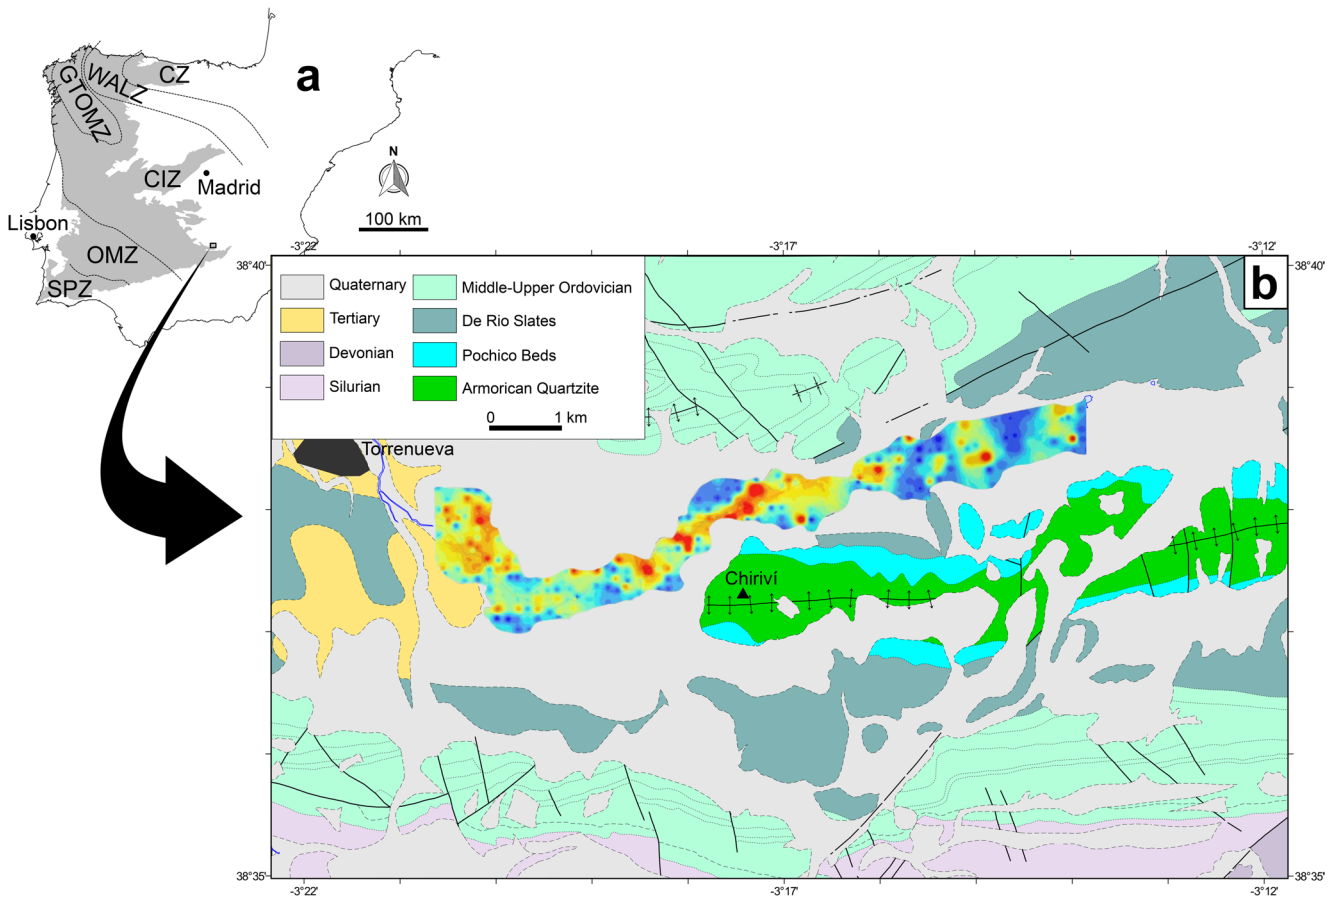 a
CZ
WALZ
GTOMZ
CIZ
Madrid
Lisbon
OMZ
SPZ
N
100 km
-3°22
-3°17
-3°12
38°40'
38°40'
b
Quaternary
Tertiary
Devonian
Silurian
Middle-Upper Ordovician
De Rio Slates
Pochico Beds
Armorican Quartzite
0 1 km
Torrenueva
Chiriví
38°35'
38°35'
-3°22
-3°17
-3°12